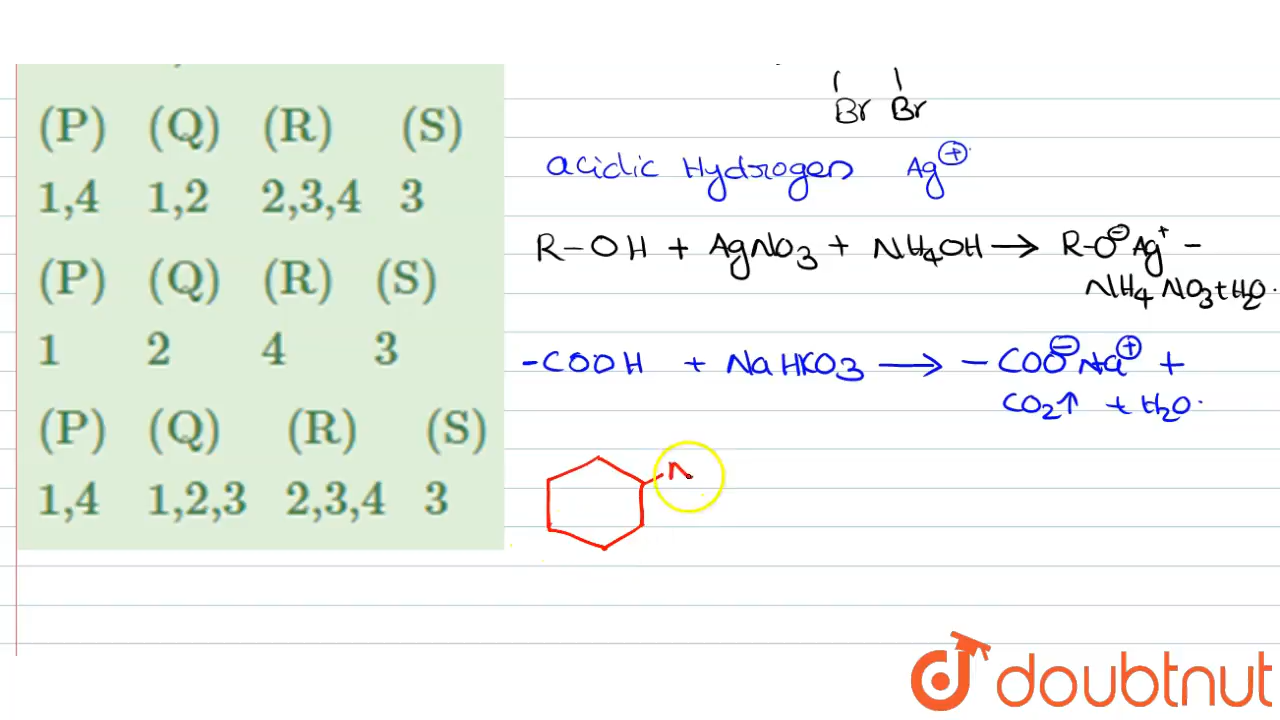 (P) (Q) (R) (S)
1,4 1,2 2,3,4 3
(P) (Q) (R) (S)
1 2 4 3
(P) (Q) (R) (S)
1,4 1,2,3 2,3,4 3
Br Br
acidic Hydrogen Ag⊕
R-OH + AgNO3 + NH4OH → R-O⊖Ag+ -
NH4NO3+H2O.
-COOH + NaHCO3 → -COO⊖Na⊕ +
CO2↑ + H2O.
N
doubtnut